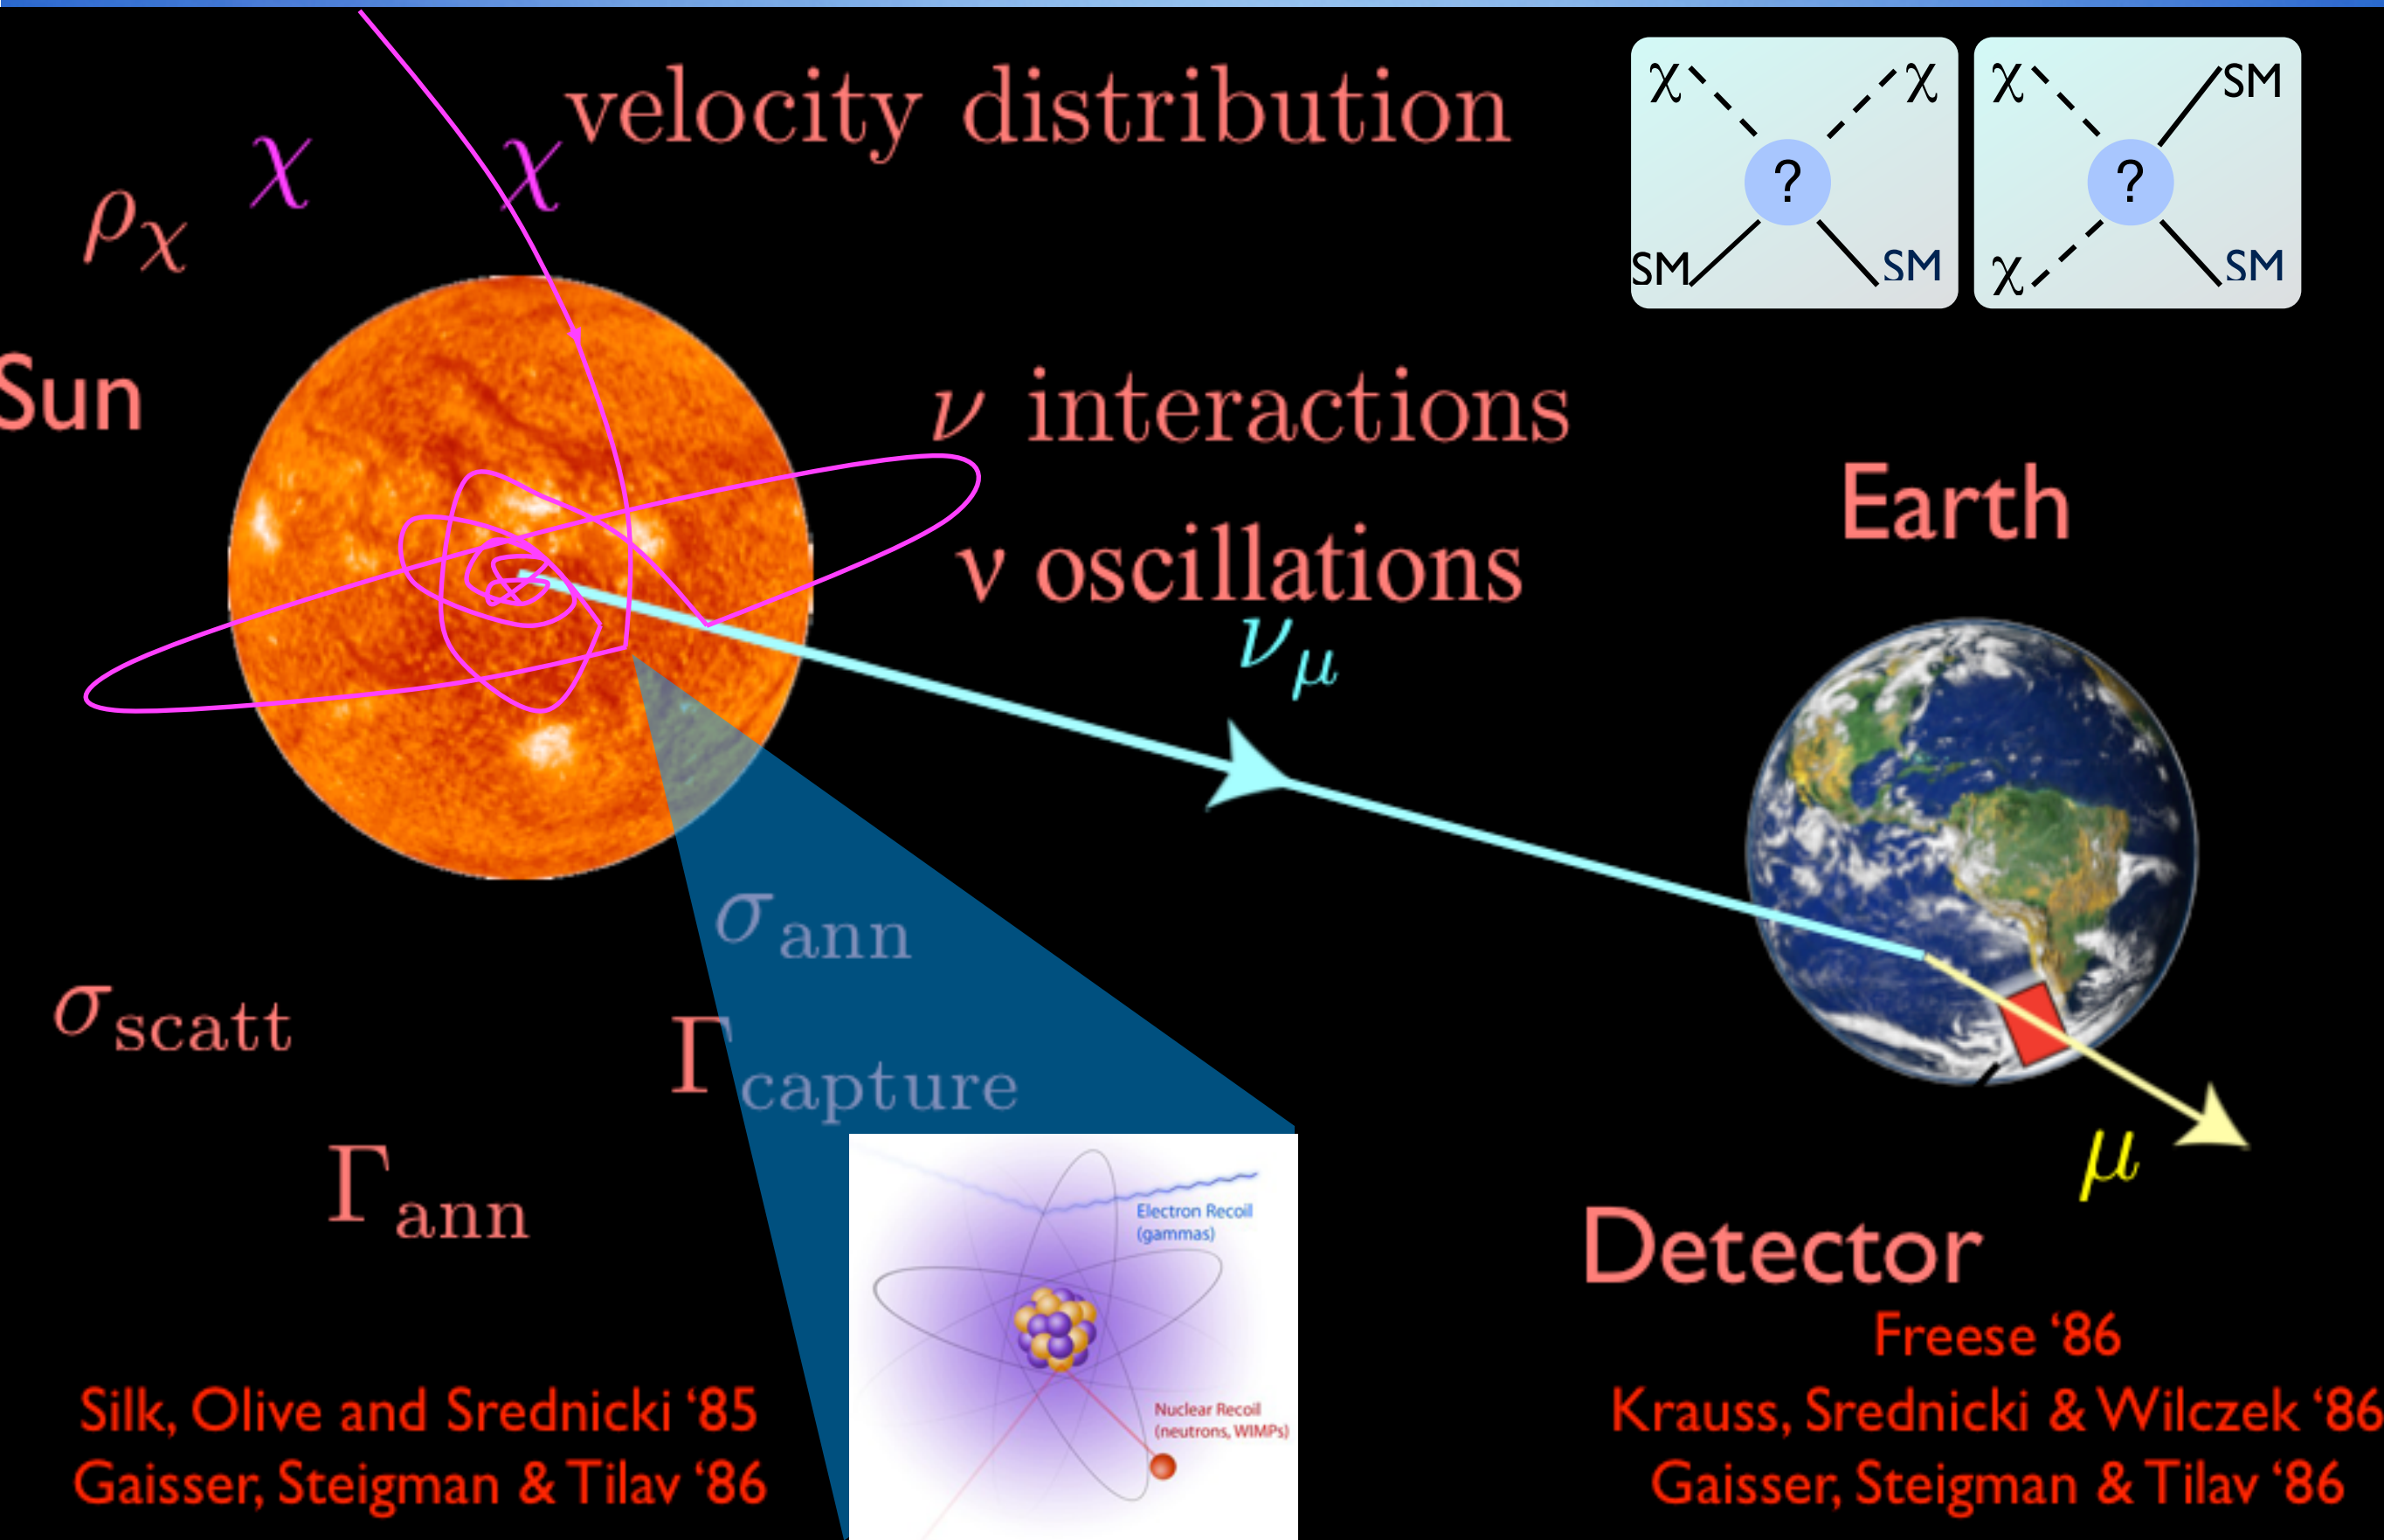 velocity distribution
χ
χ
ρχ
Sun
χ
χ
?
SM
SM
χ
SM
?
χ
SM
ν interactions
ν oscillations
νμ
Earth
σann
σscatt
Γcapture
Γann
μ
Detector
Electron Recoil
(gammas)
Nuclear Recoil
(neutrons, WIMPs)
Silk, Olive and Srednicki ‘85
Gaisser, Steigman & Tilav ‘86
Freese ‘86
Krauss, Srednicki & Wilczek ‘86
Gaisser, Steigman & Tilav ‘86